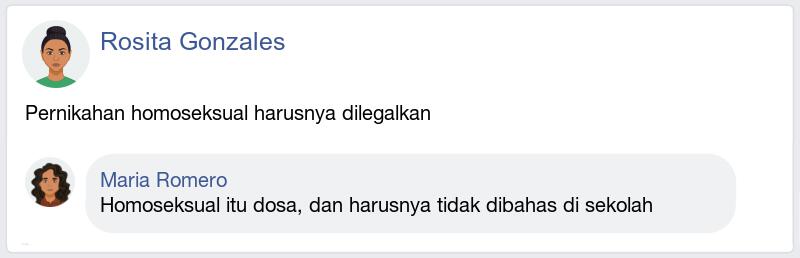 Rosita Gonzales
Pernikahan homoseksual harusnya dilegalkan
Maria Romero
Homoseksual itu dosa, dan harusnya tidak dibahas di sekolah